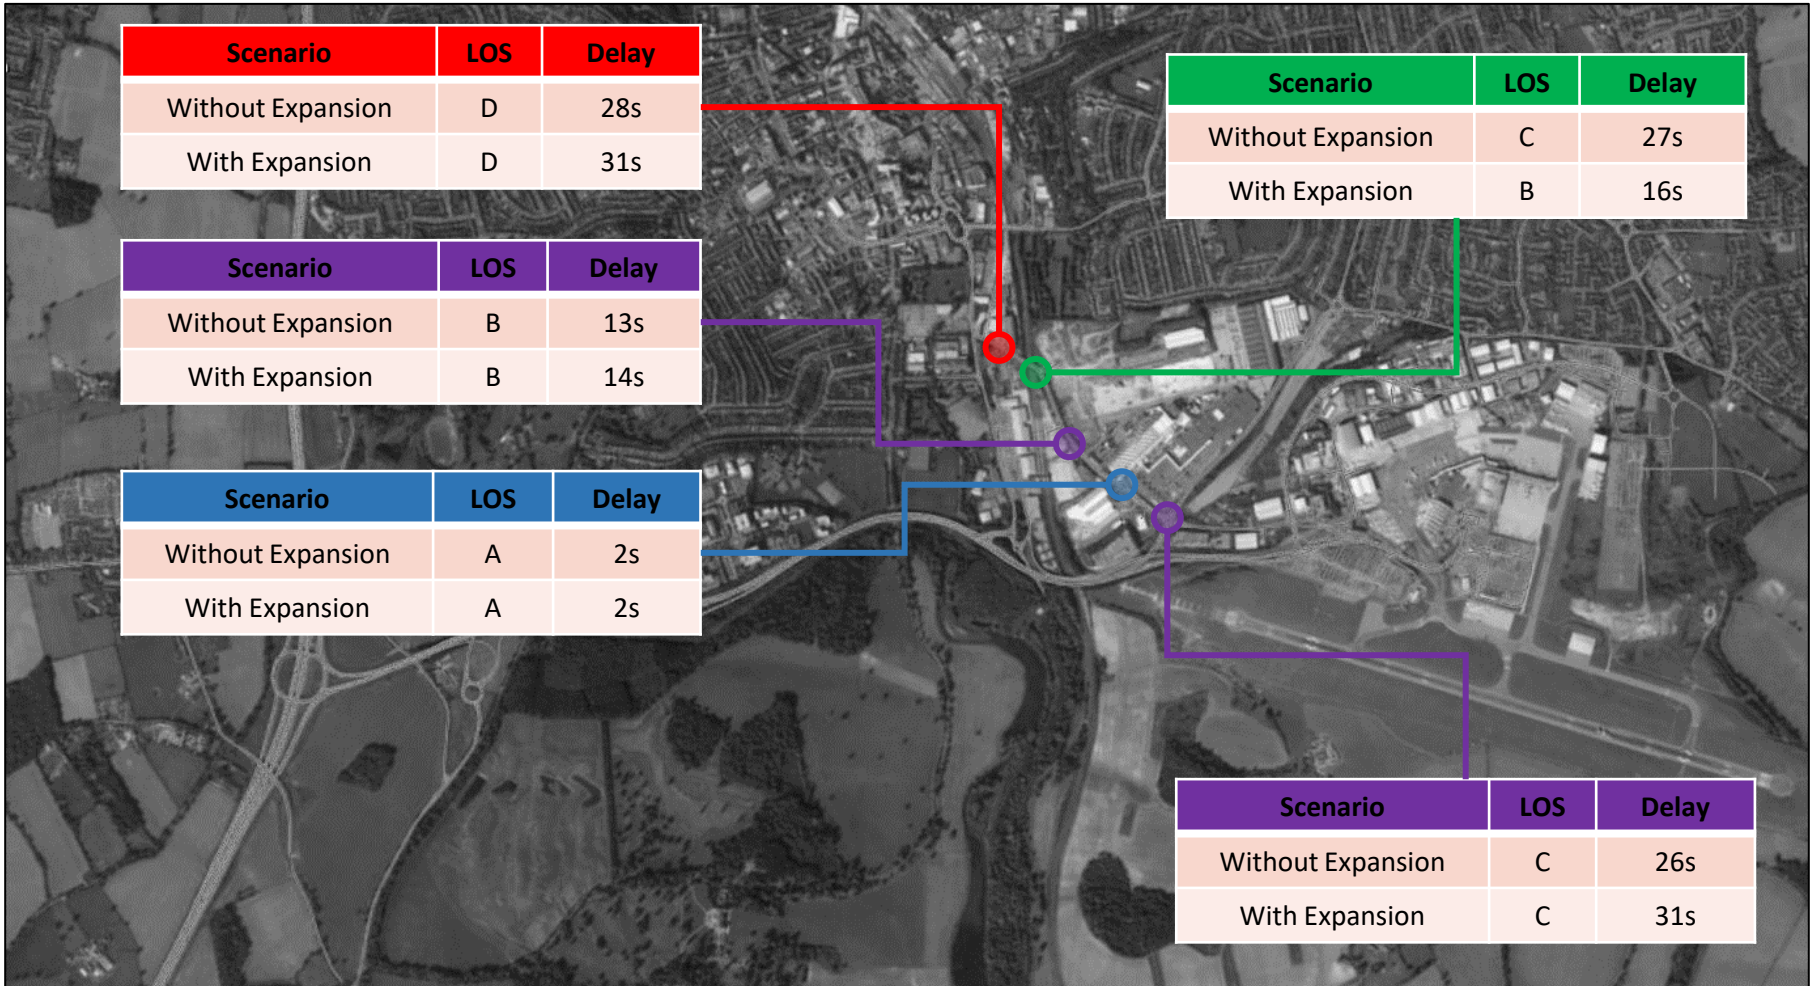 Scenario LOS Delay
Without Expansion D 28s
With Expansion D 31s
Scenario LOS Delay
Without Expansion C 27s
With Expansion B 16s
Scenario LOS Delay
Without Expansion B 13s
With Expansion B 14s
Scenario LOS Delay
Without Expansion A 2s
With Expansion A 2s
Scenario LOS Delay
Without Expansion C 26s
With Expansion C 31s